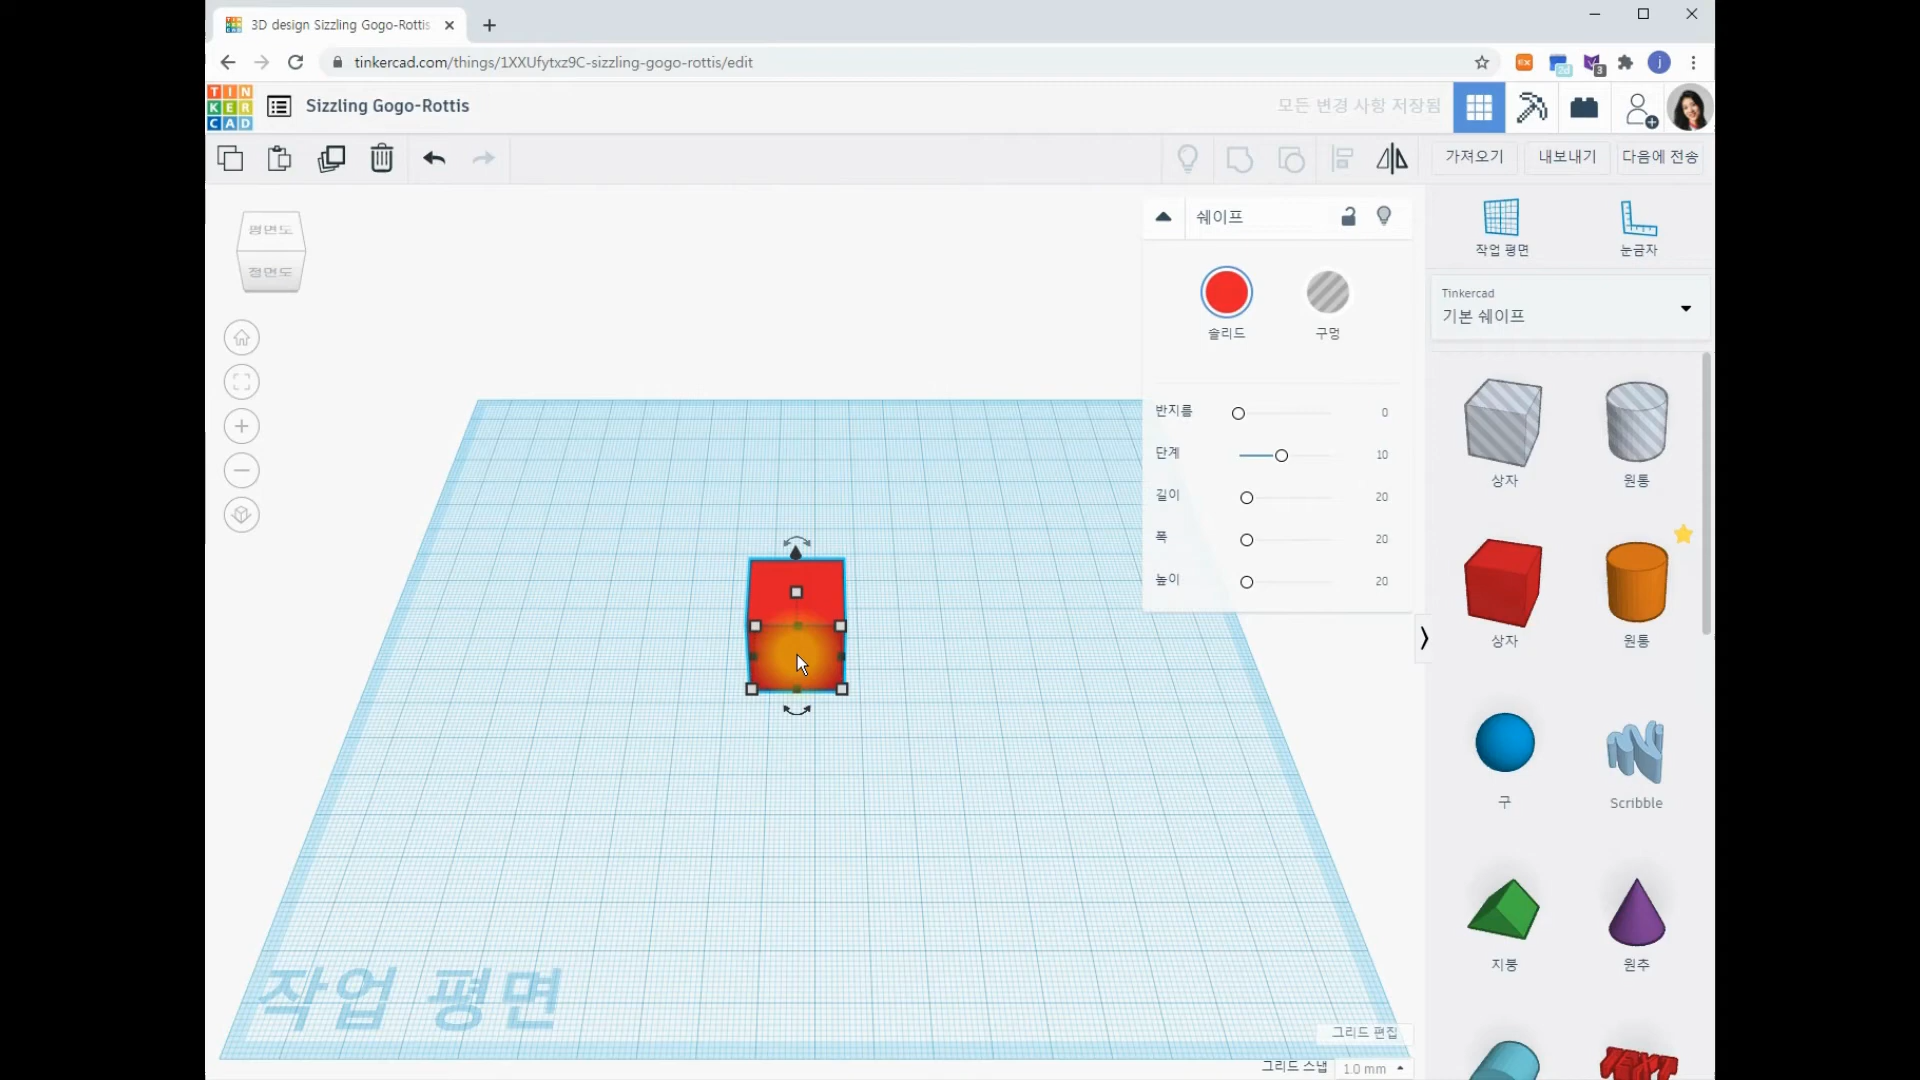 3D design Sizzling Gogo-Rottis
tinkercad.com/things/1XXUfytxz9C-sizzling-gogo-rottis/edit
2d
3
j
TIN
KER
CAD
Sizzling Gogo-Rottis
모든 변경 사항 저장됨
가져오기
내보내기
다음에 전송
평면도
정면도
쉐이프
솔리드
구멍
반지름
0
단계
10
길이
20
폭
20
높이
20
작업 평면
눈금자
Tinkercad
기본 쉐이프
상자
원통
상자
원통
구
Scribble
지붕
원추
TEXT
작업 평면
그리드 편집
그리드 스냅
1.0 mm